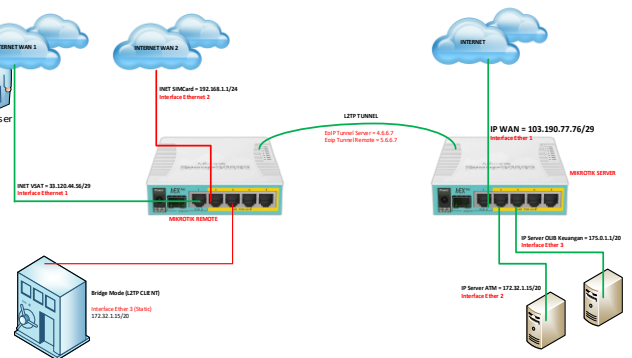 INTERNET WAN 1
INTERNET WAN 2
INTERNET
INET SIMCard = 192.168.1.1/24
Interface Ethernet 2
L2TP TUNNEL
EoIP Tunnel Server = 4.6.6.7
Eoip Tunnel Remote = 5.6.6.7
IP WAN = 103.190.77.76/29
Interface Ether 1
ser
MIKROTIK SERVER
INET VSAT = 33.120.44.56/29
Interface Ethernet 1
MIKROTIK REMOTE
IP Server OLIB Keuangan = 175.0.1.1/20
Interface Ether 3
Bridge Mode (L2TP CLIENT)
Interface Ether 3 (Static)
172.32.1.15/20
IP Server ATM = 172.32.1.15/20
Interface Ether 2